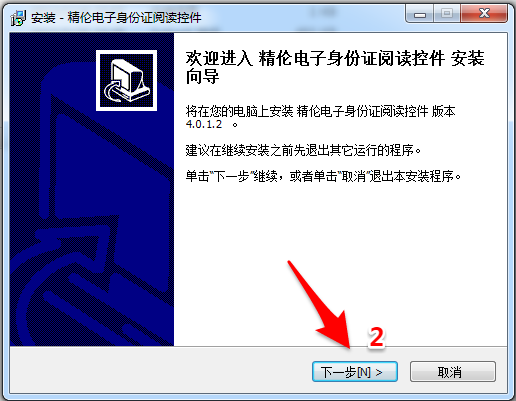 安装 - 精伦电子身份证阅读控件
欢迎进入 精伦电子身份证阅读控件 安装
向导
将在您的电脑上安装 精伦电子身份证阅读控件 版本
4.0.1.2 。
建议在继续安装之前先退出其它运行的程序。
单击"下一步"继续，或者单击"取消"退出本安装程序。
2
下一步[N] >
取消